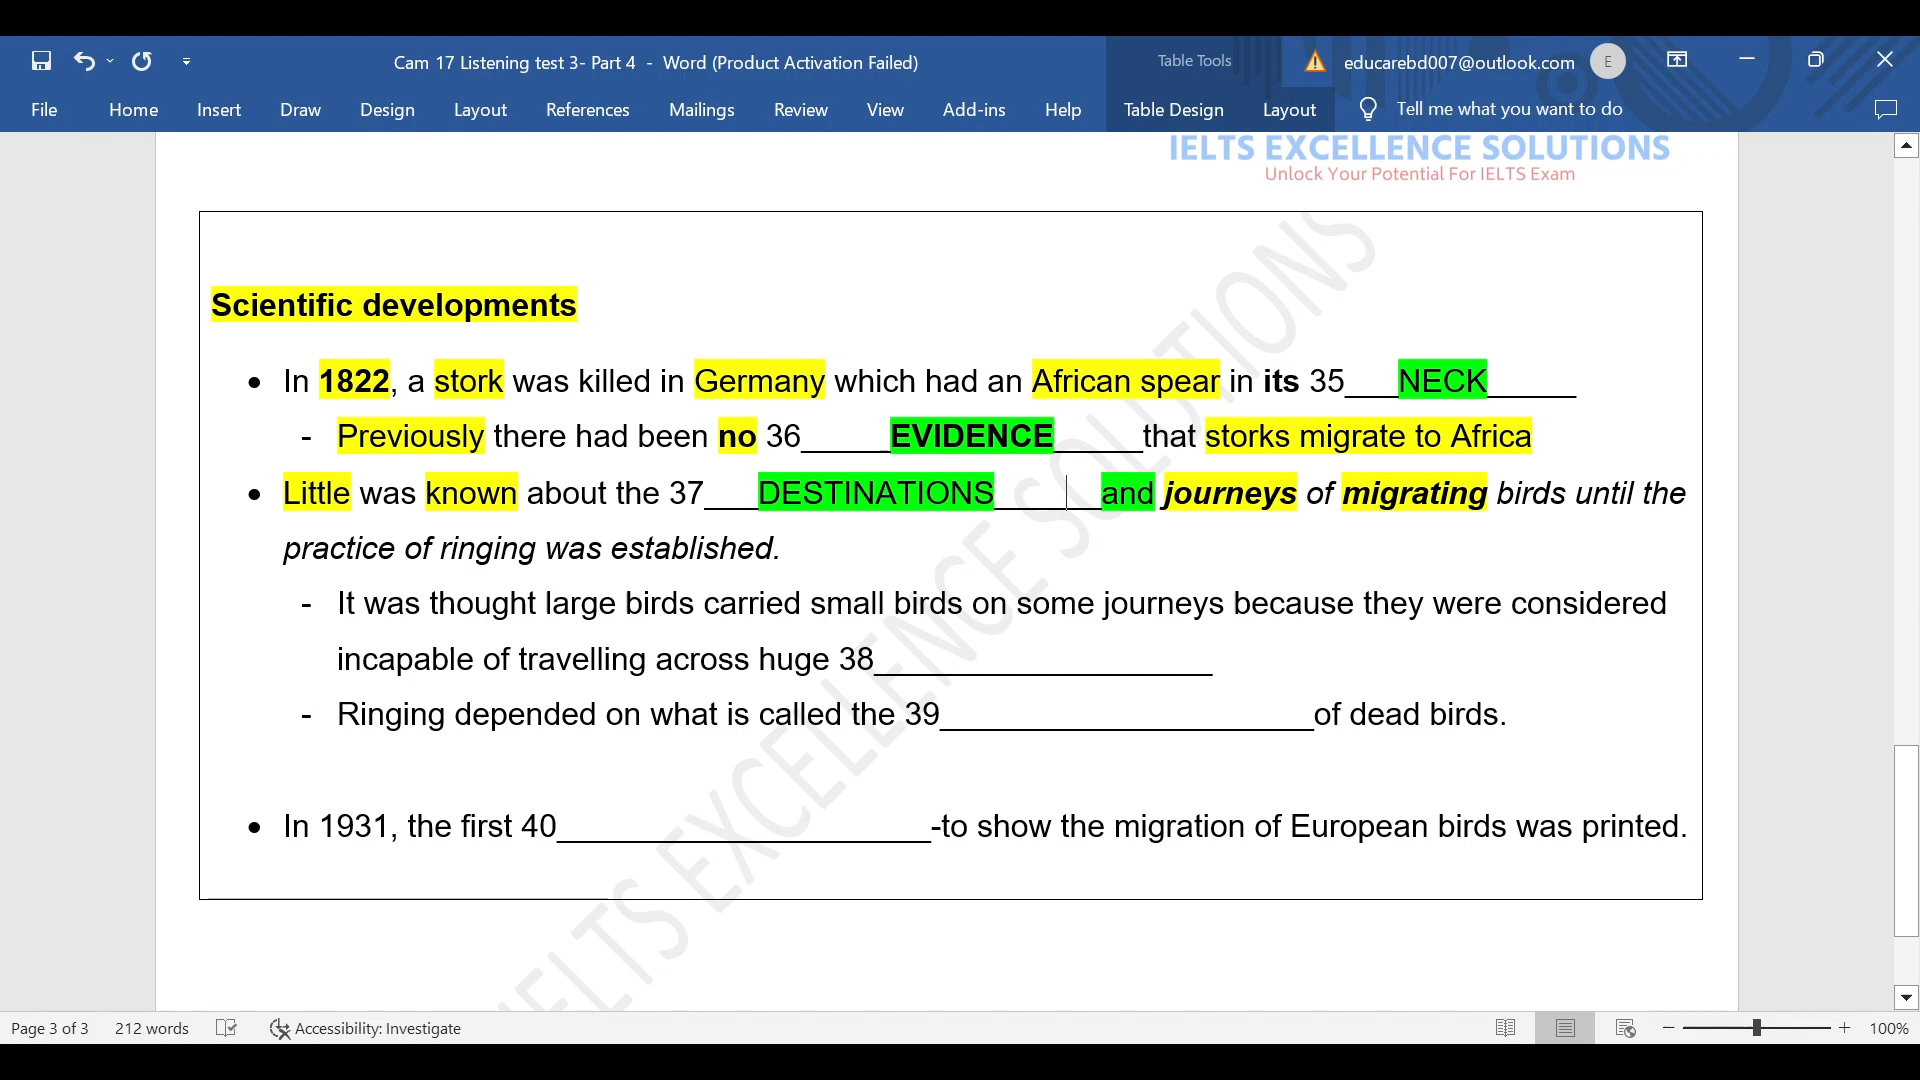 Cam 17 Listening test 3- Part 4 - Word (Product Activation Failed)
Table Tools
educarebd007@outlook.com
E
File Home Insert Draw Design Layout References Mailings Review View Add-ins Help Table Design Layout Tell me what you want to do
IELTS EXCELLENCE SOLUTIONS
Unlock Your Potential For IELTS Exam
Scientific developments
• In 1822, a stork was killed in Germany which had an African spear in its 35___NECK_____
- Previously there had been no 36_____EVIDENCE_____that storks migrate to Africa
• Little was known about the 37___DESTINATIONS______and journeys of migrating birds until the
practice of ringing was established.
- It was thought large birds carried small birds on some journeys because they were considered
incapable of travelling across huge 38___________________
- Ringing depended on what is called the 39_____________________of dead birds.
• In 1931, the first 40_____________________-to show the migration of European birds was printed.
IELTS EXCELLENCE SOLUTIONS
Page 3 of 3 212 words Accessibility: Investigate 100%